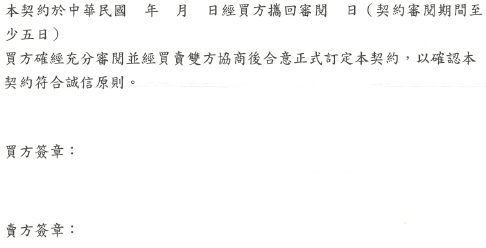 本契約於中華民國　年　月　日經買方攜回審閱　日（契約審閱期間至
少五日）
買方確經充分審閱並經買賣雙方協商後合意正式訂定本契約，以確認本
契約符合誠信原則。
買方簽章：
賣方簽章：